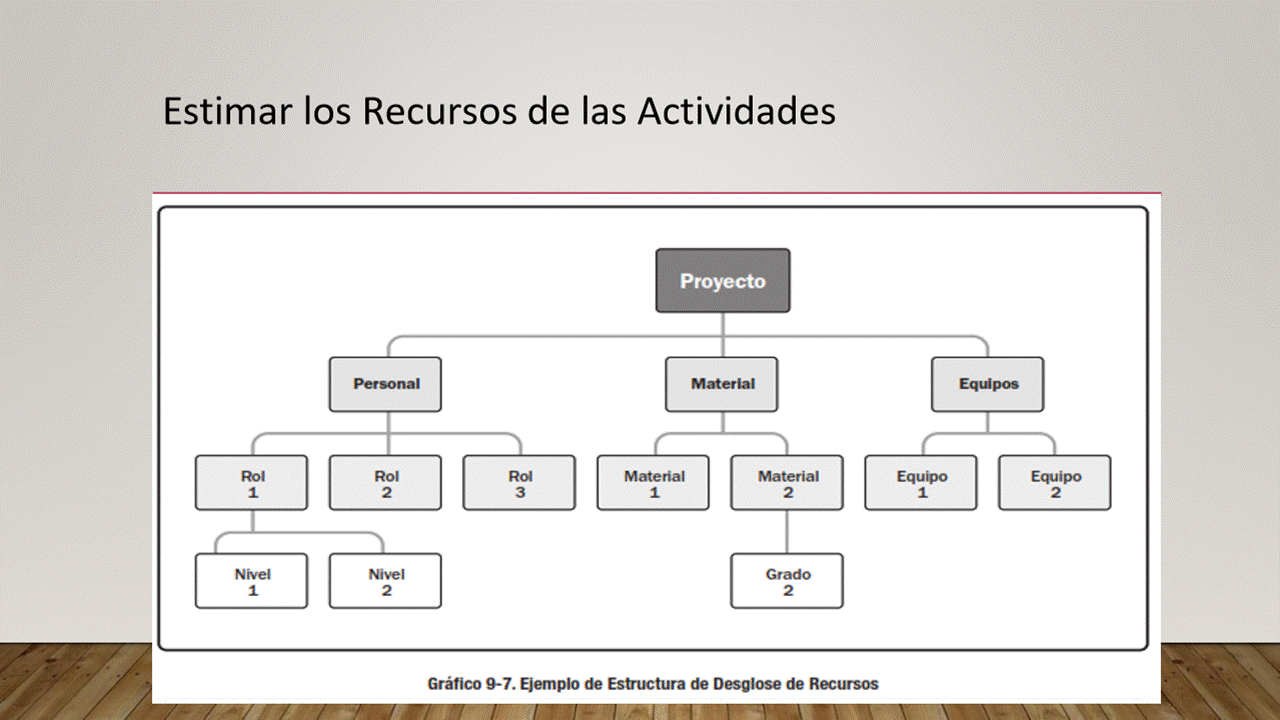 Estimar los Recursos de las Actividades
Proyecto
Personal
Material
Equipos
Rol
1
Rol
2
Rol
3
Material
1
Material
2
Equipo
1
Equipo
2
Nivel
1
Nivel
2
Grado
2
Gráfico 9-7. Ejemplo de Estructura de Desglose de Recursos